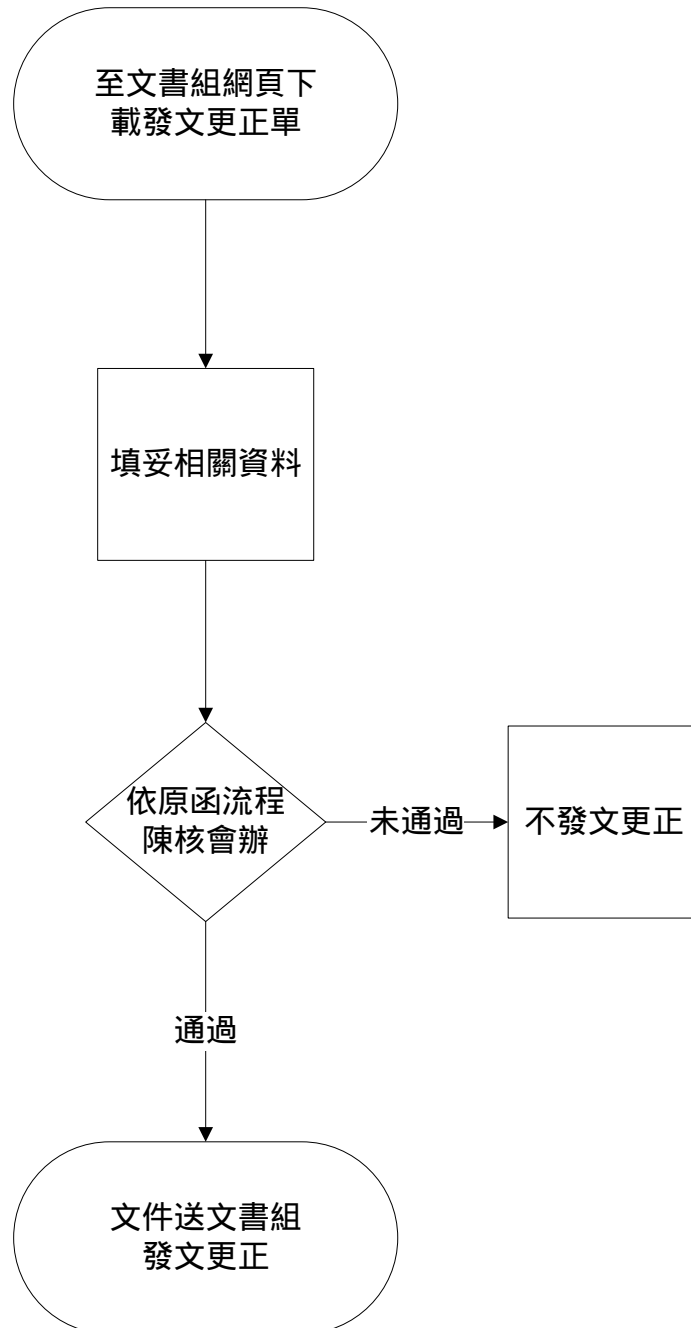 至文書組網頁下
載發文更正單
填妥相關資料
依原函流程
陳核會辦
未通過
不發文更正
通過
文件送文書組
發文更正